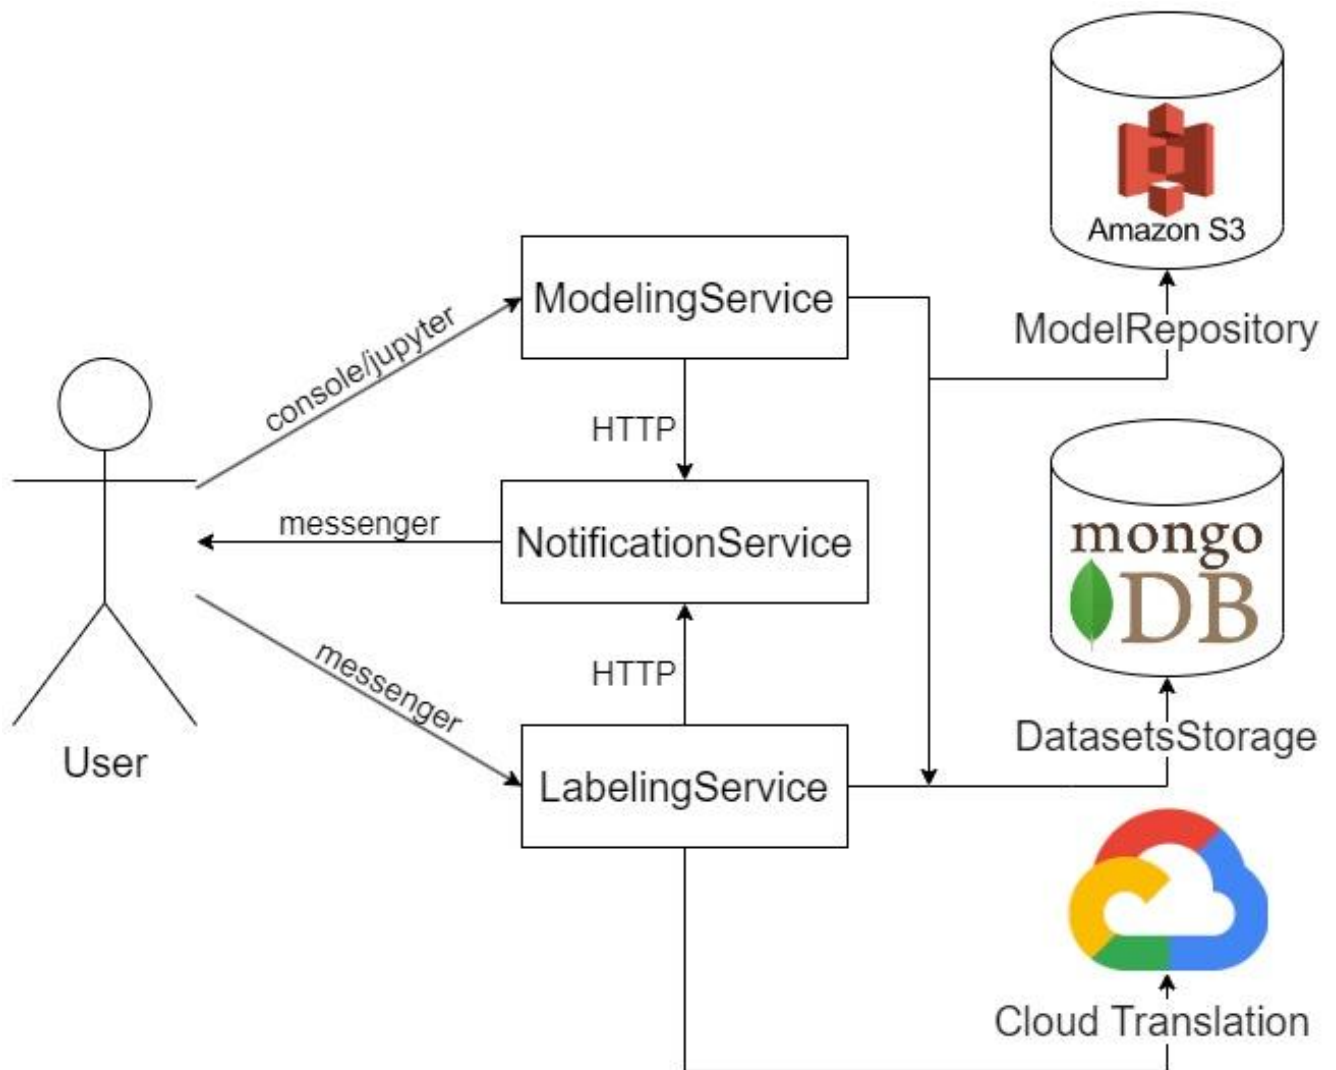 Amazon S3
ModelingService
ModelRepository
console/jupyter
HTTP
mongo
DB
messenger
NotificationService
HTTP
messenger
DatasetsStorage
User
LabelingService
Cloud Translation